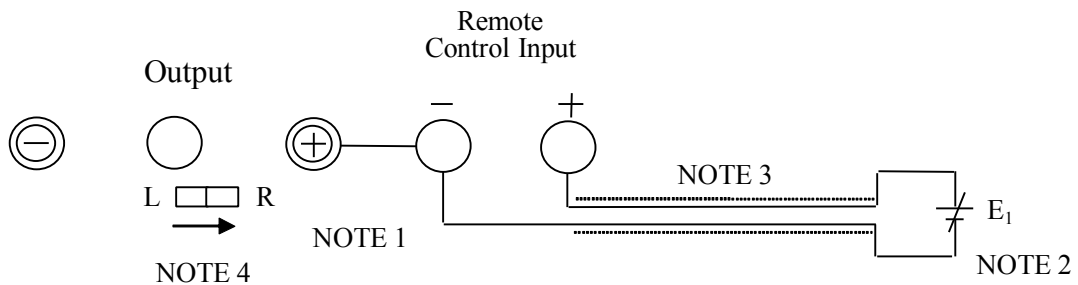 Remote
Control Input
Output
− +
− +
L R
NOTE 3
E1
NOTE 1
NOTE 2
NOTE 4